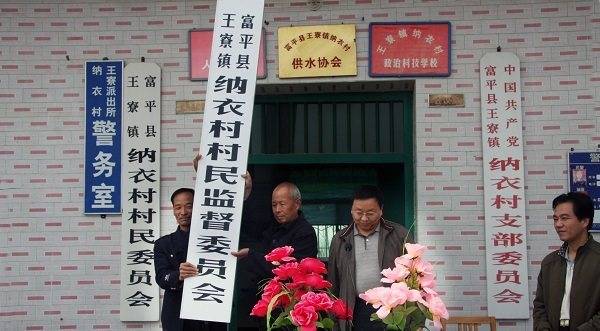 王寮派出所
纳衣村
警务室
富平县
王寮镇
纳衣村村民委员会
富平县
王寮镇
纳衣村村民监督委员会
人
富平县王寮镇纳衣村
供水协会
王寮镇纳衣村
政治科技学校
中国共产党
富平县王寮镇
纳衣村支部委员会